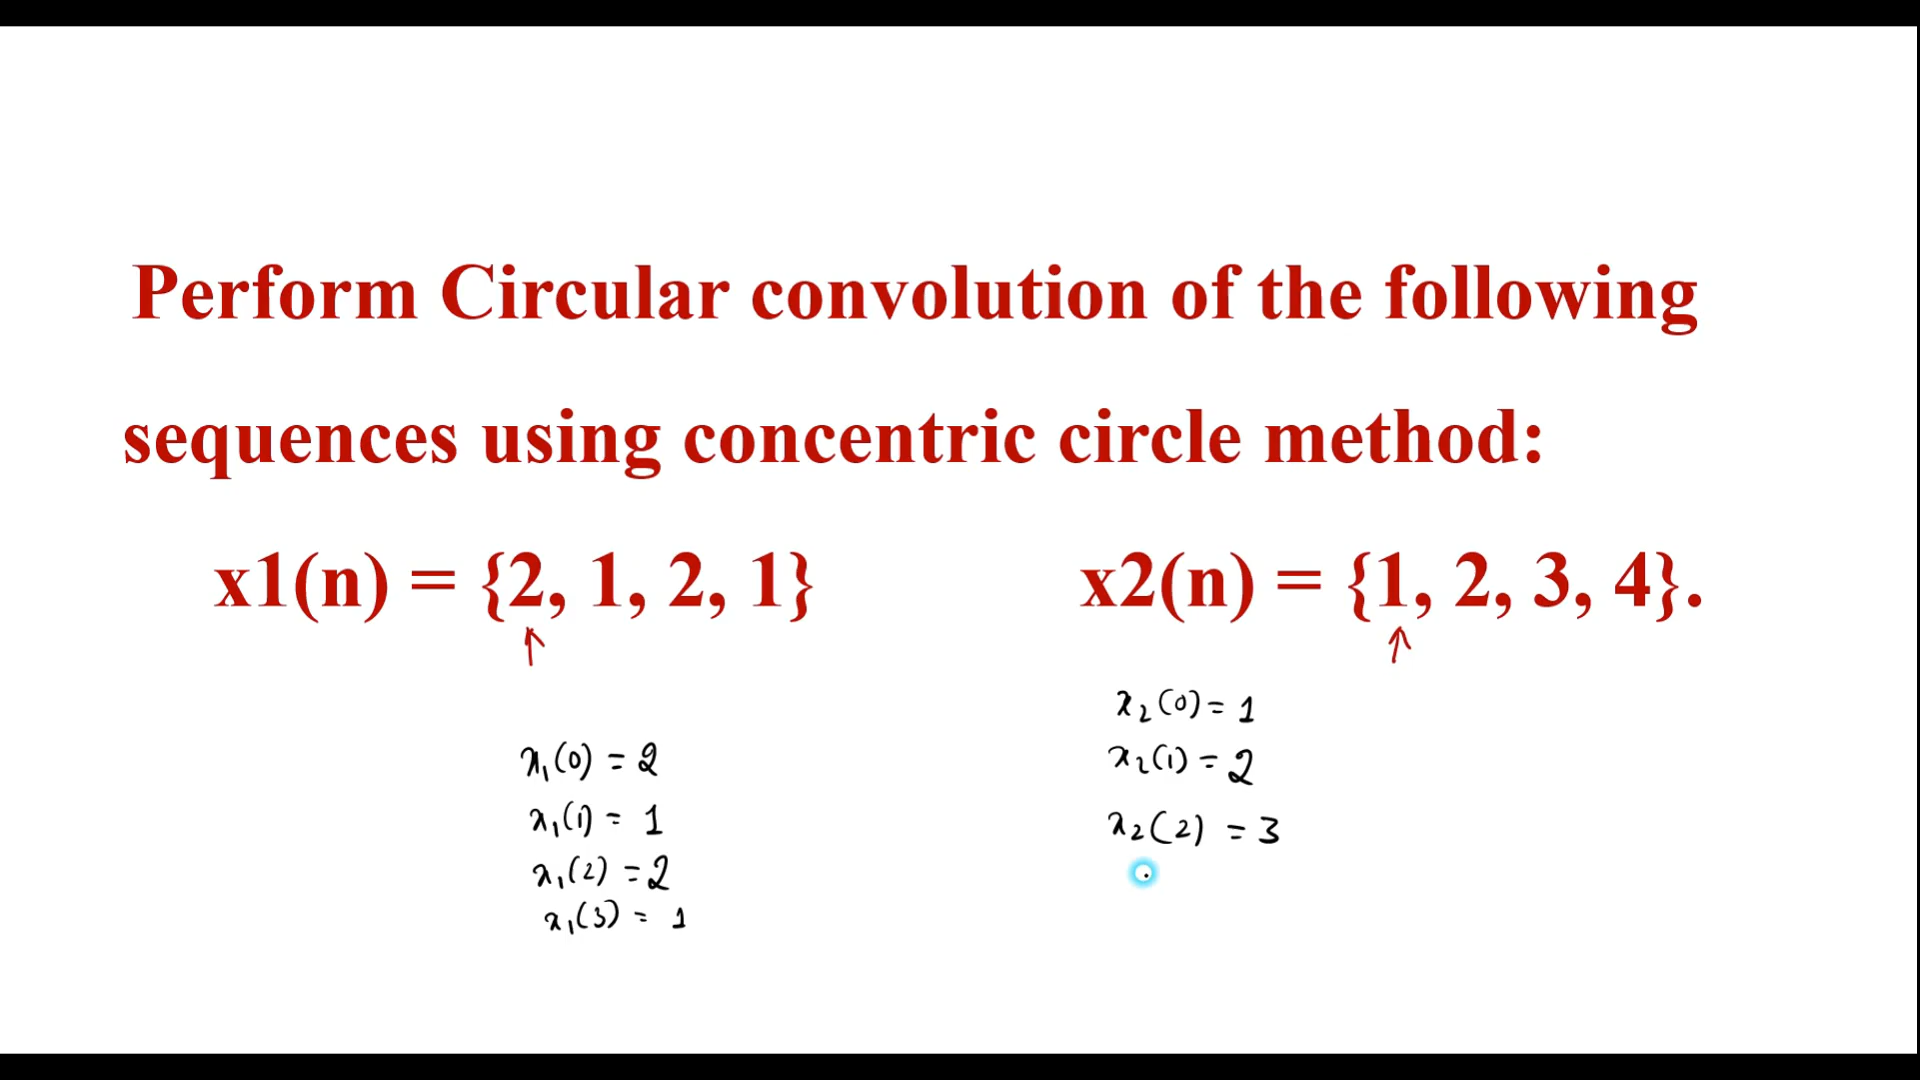 Perform Circular convolution of the following
sequences using concentric circle method:
x1(n) = {2, 1, 2, 1}
x2(n) = {1, 2, 3, 4}.
x₁(0) = 2
x₁(1) = 1
x₁(2) = 2
x₁(3) = 1
x₂(0) = 1
x₂(1) = 2
x₂(2) = 3